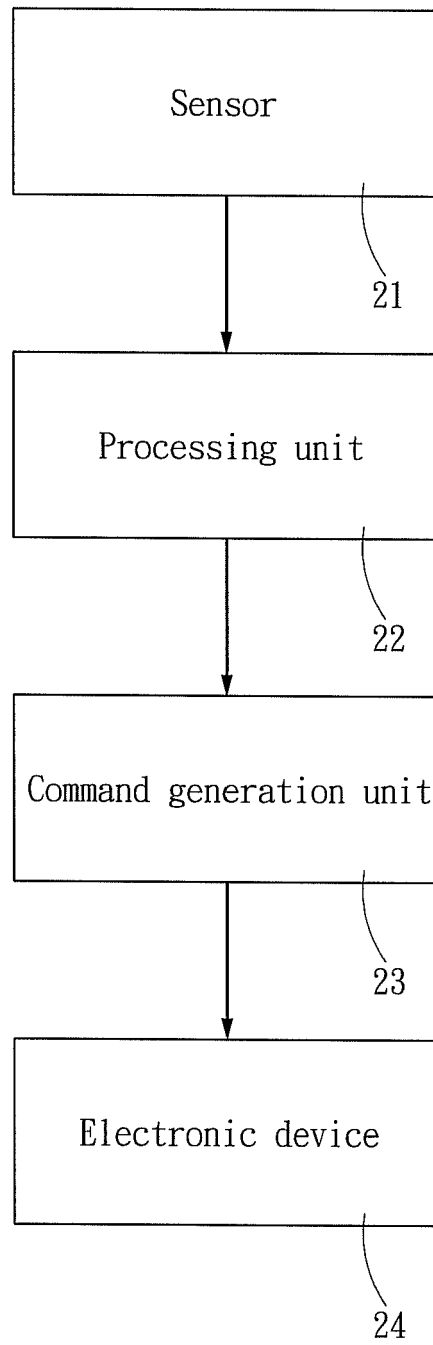 Sensor
21
Processing unit
22
Command generation unit
23
Electronic device
24